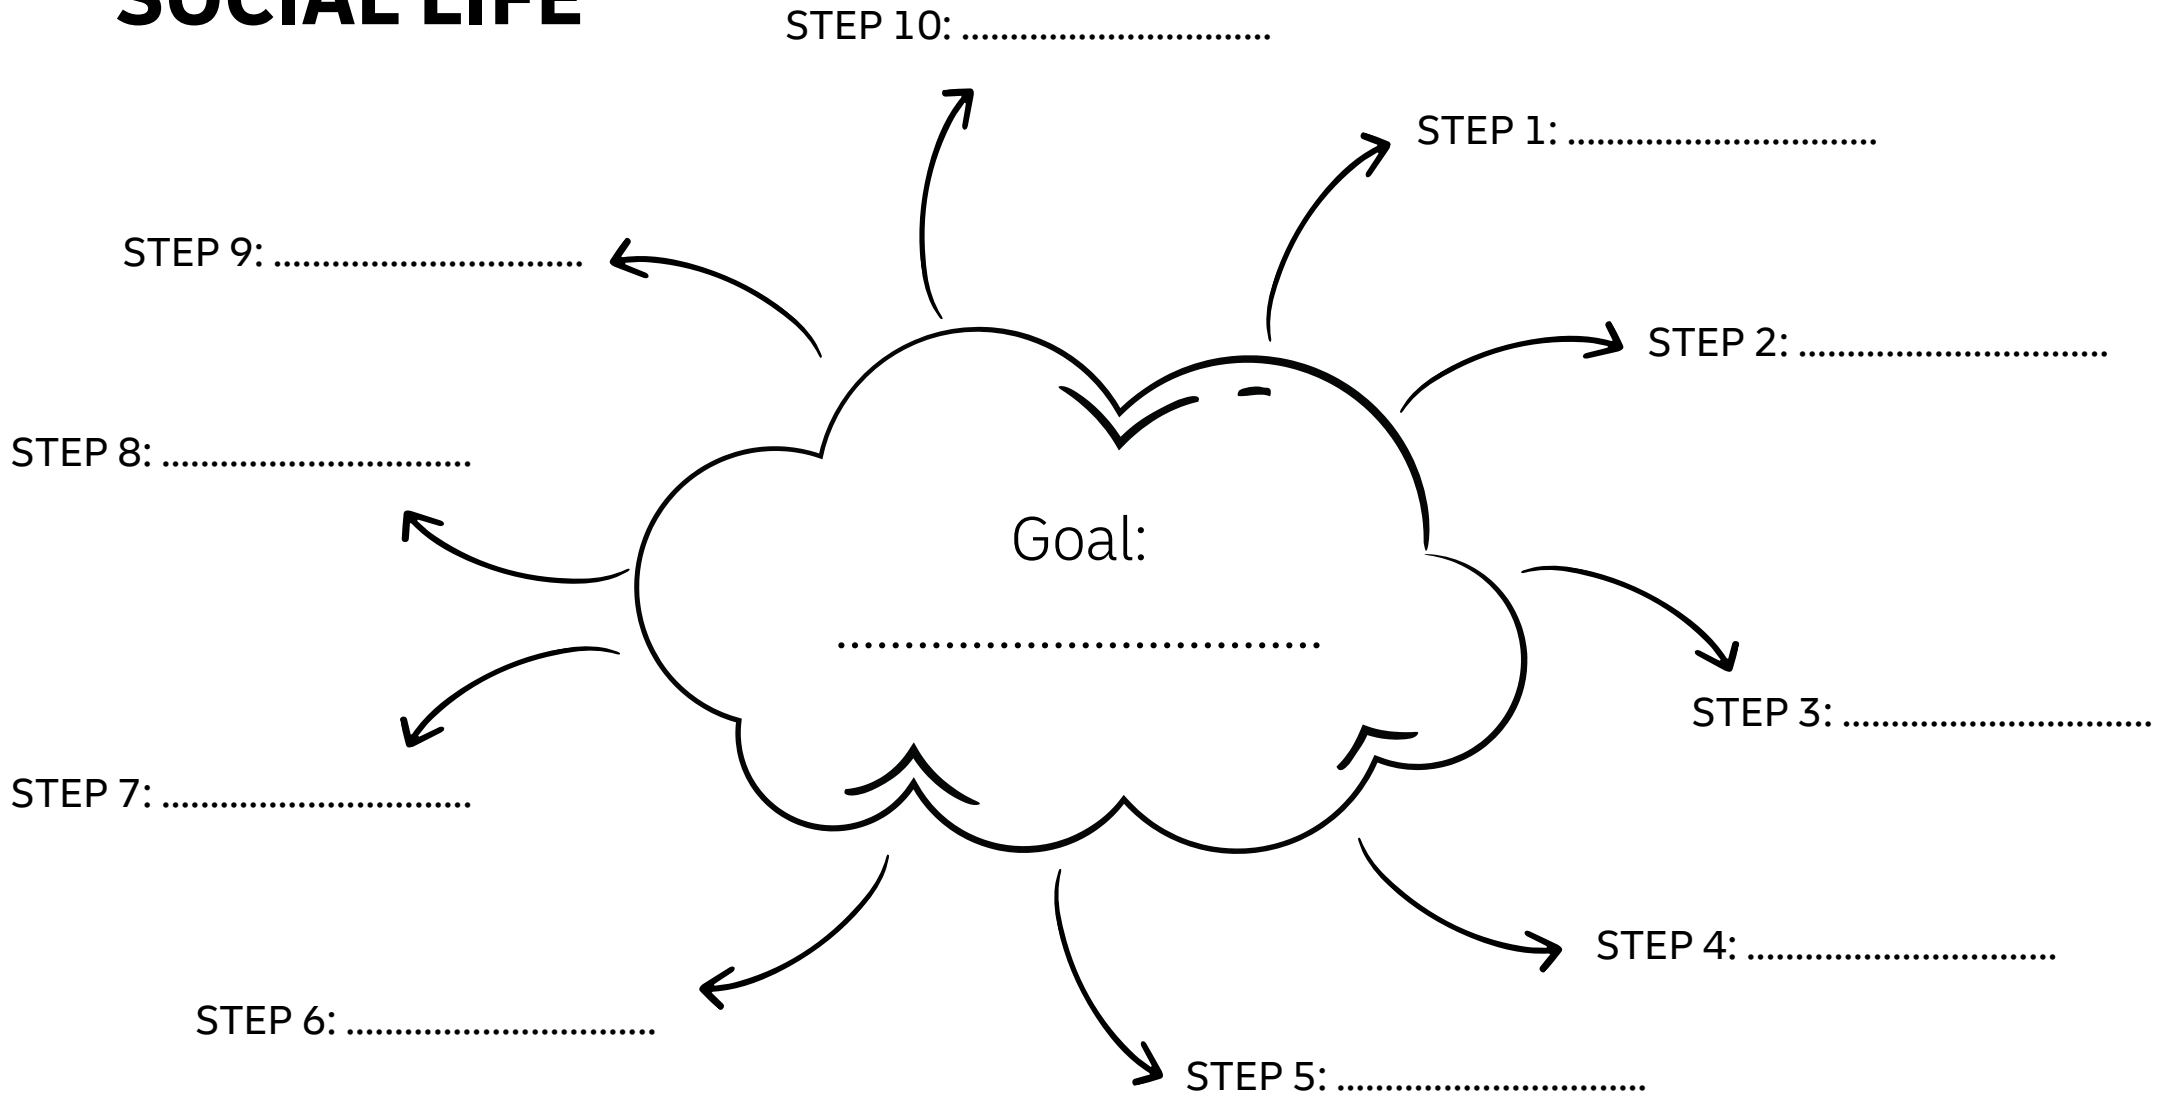 SOCIAL LIFE
STEP 10: ................................
STEP 1: ................................
STEP 9: ................................
STEP 2: ................................
STEP 8: ................................
Goal:
....................................
STEP 3: ................................
STEP 7: ................................
STEP 4: ................................
STEP 6: ................................
STEP 5: ................................